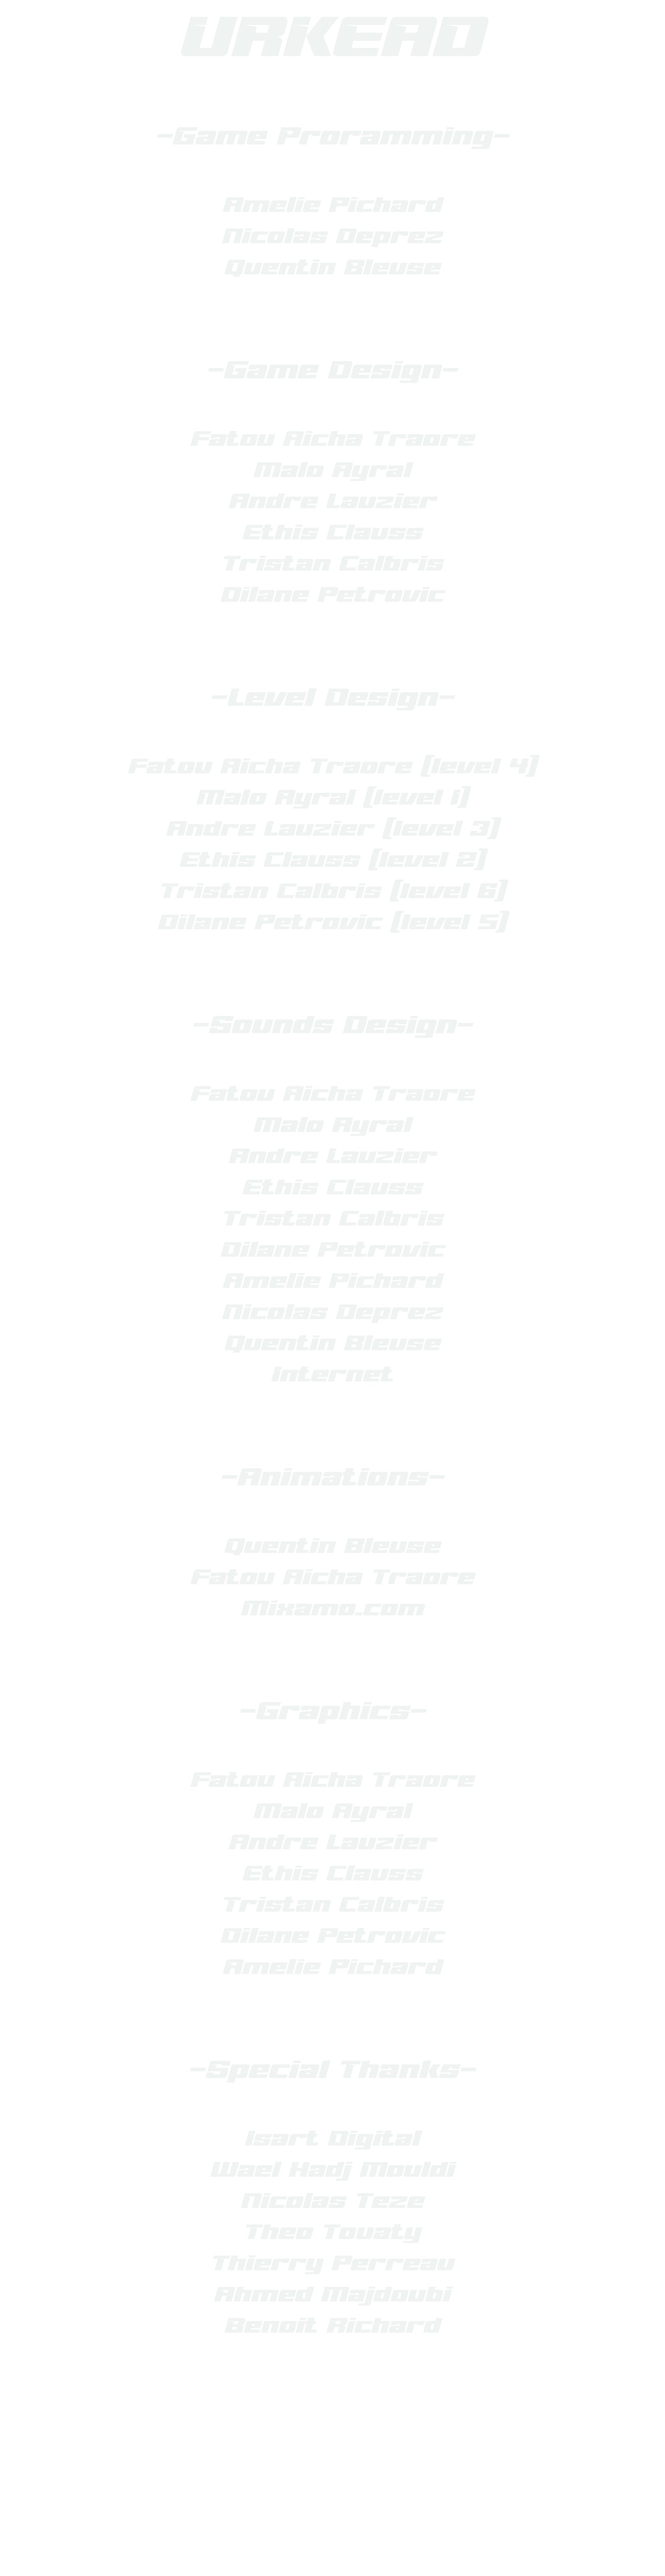 URKEAD
-Game Proramming-
Amelie Pichard
Nicolas Deprez
Quentin Bleuse
-Game Design-
Fatou Aicha Traore
Malo Ayral
Andre Lauzier
Ethis Clauss
Tristan Calbris
Dilane Petrovic
-Level Design-
Fatou Aicha Traore (level 4)
Malo Ayral (level 1)
Andre Lauzier (level 3)
Ethis Clauss (level 2)
Tristan Calbris (level 6)
Dilane Petrovic (level 5)
-Sounds Design-
Fatou Aicha Traore
Malo Ayral
Andre Lauzier
Ethis Clauss
Tristan Calbris
Dilane Petrovic
Amelie Pichard
Nicolas Deprez
Quentin Bleuse
Internet
-Animations-
Quentin Bleuse
Fatou Aicha Traore
Mixamo.com
-Graphics-
Fatou Aicha Traore
Malo Ayral
Andre Lauzier
Ethis Clauss
Tristan Calbris
Dilane Petrovic
Amelie Pichard
-Special Thanks-
Isart Digital
Wael Hadj Mouldi
Nicolas Teze
Theo Touaty
Thierry Perreau
Ahmed Majdoubi
Benoit Richard